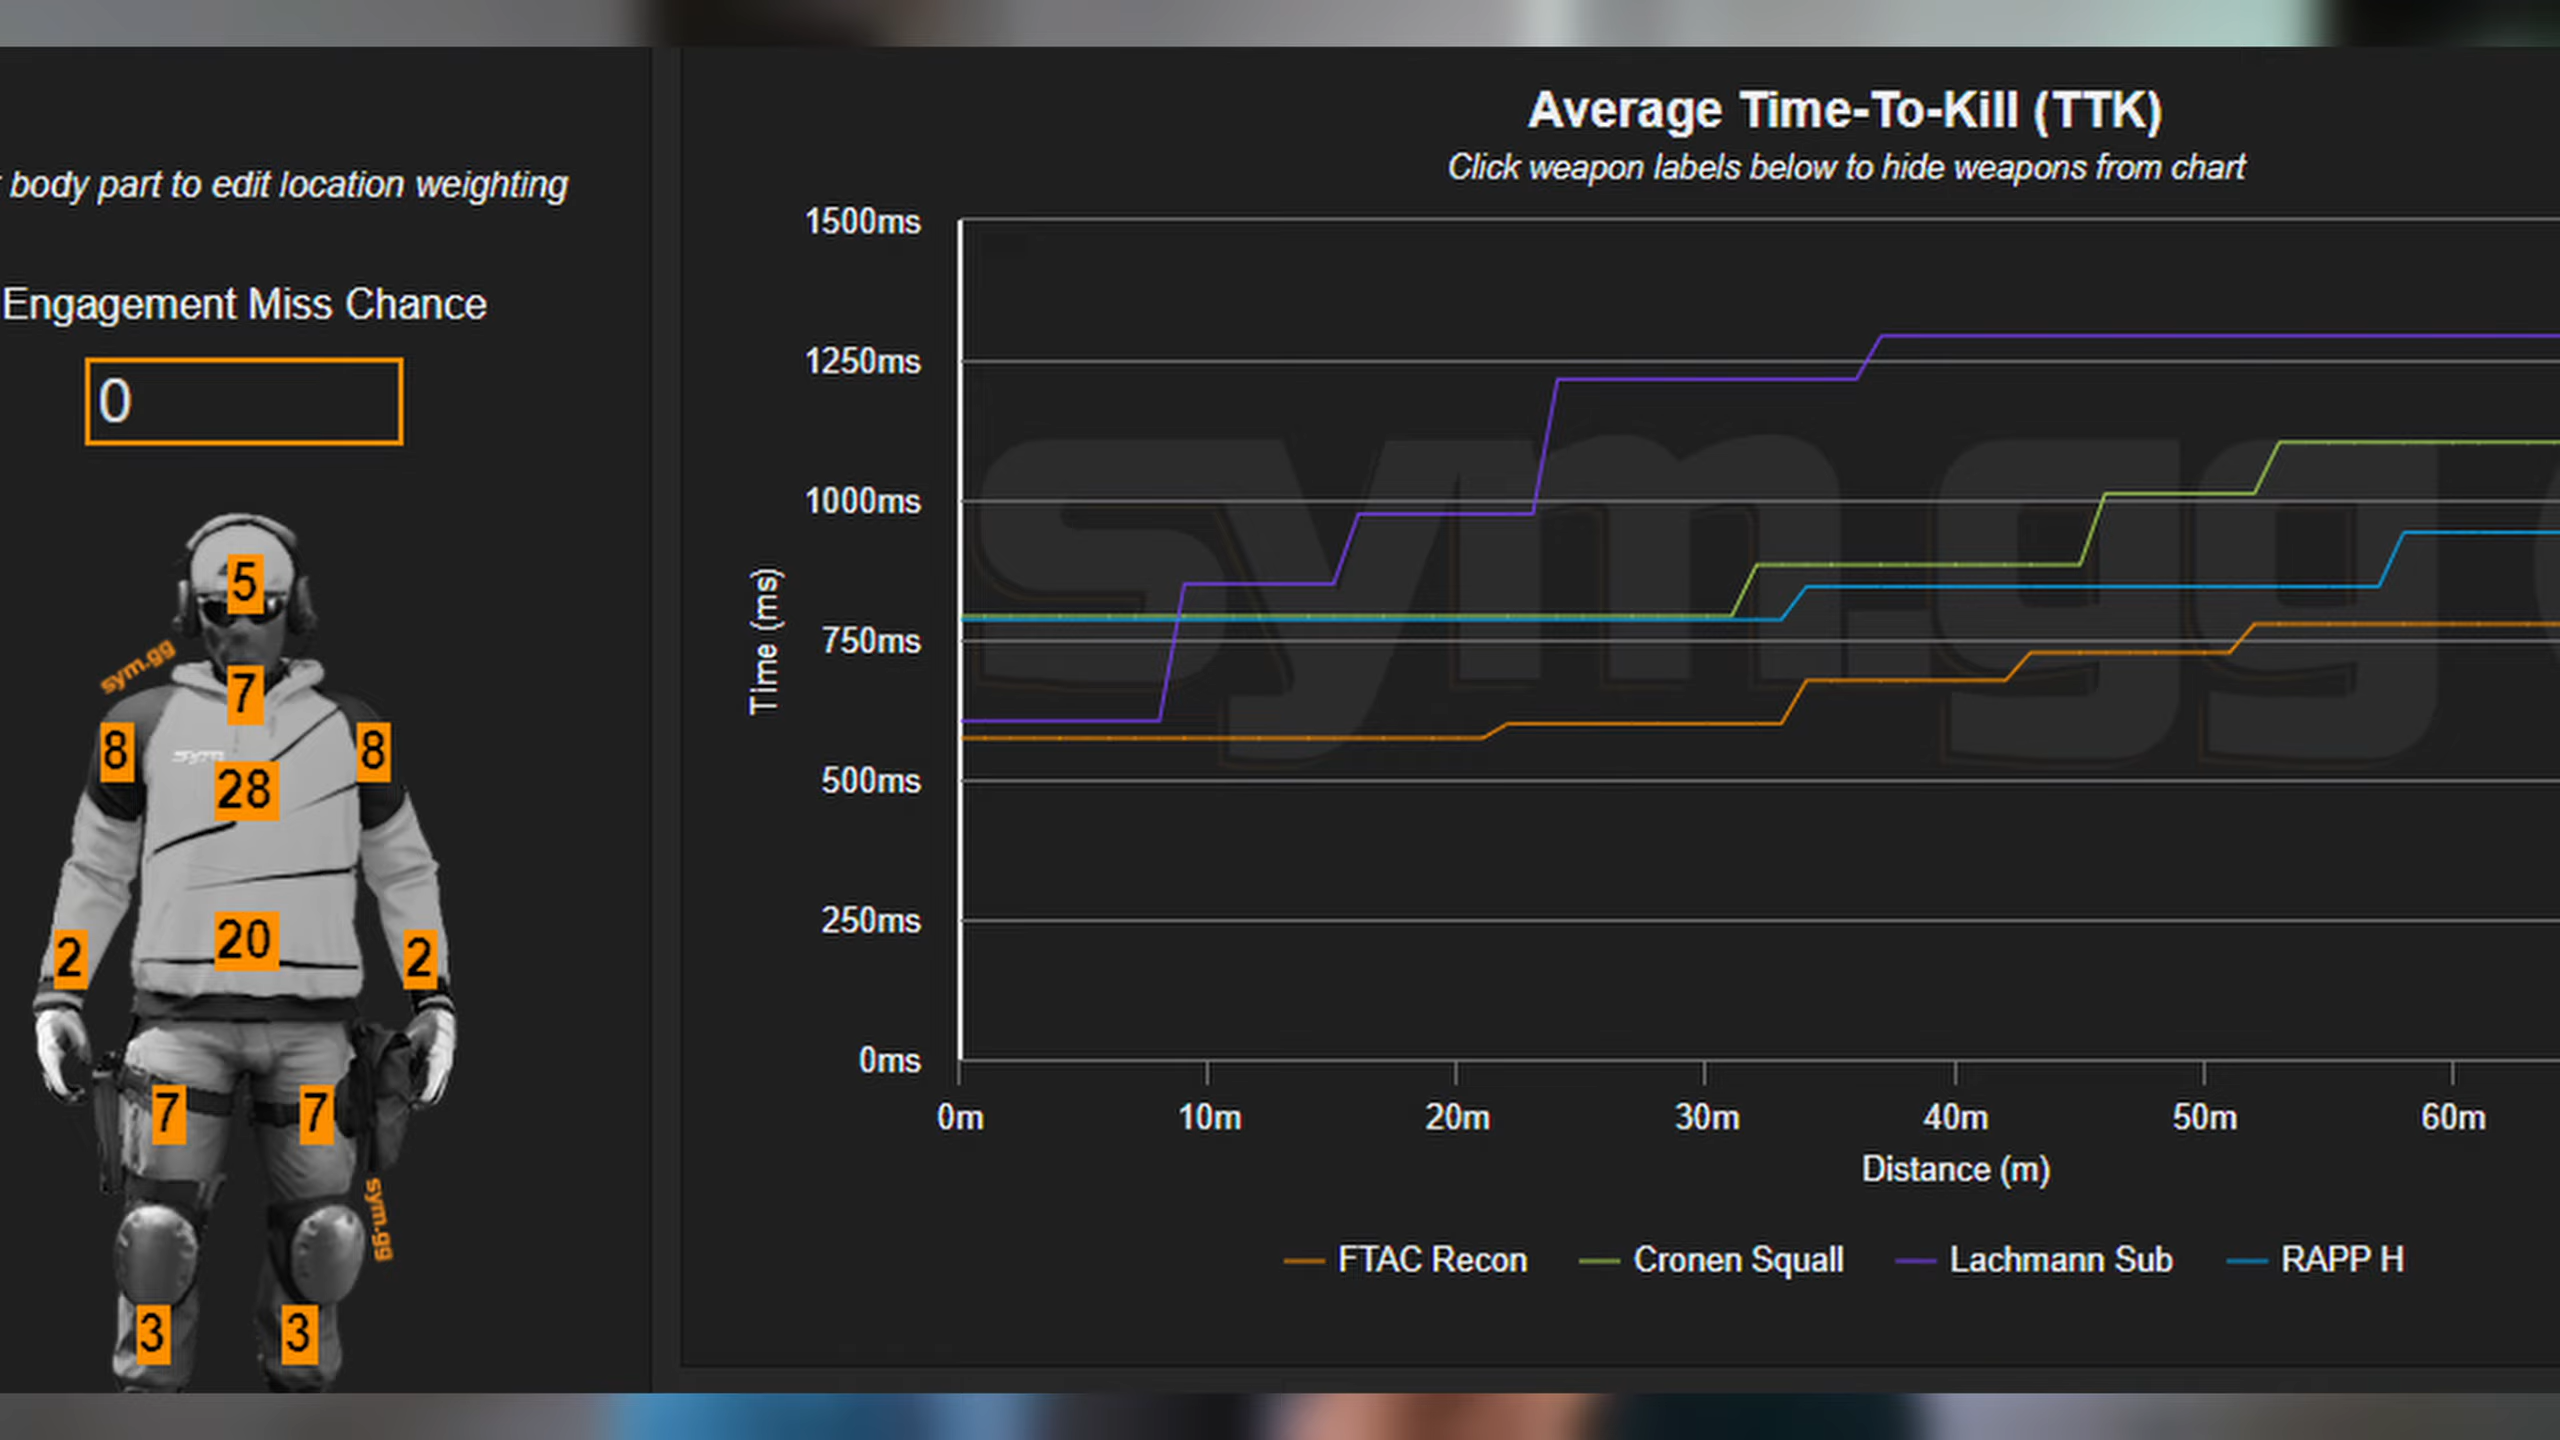 body part to edit location weighting
Engagement Miss Chance
0
5
sym.gg
7
8
8
sym
28
20
2
2
7
7
sym.gg
3
3
Average Time-To-Kill (TTK)
Click weapon labels below to hide weapons from chart
1500ms
1250ms
1000ms
750ms
500ms
250ms
0ms
Time (ms)
sym.gg
0m 10m 20m 30m 40m 50m 60m
Distance (m)
FTAC Recon Cronen Squall Lachmann Sub RAPP H